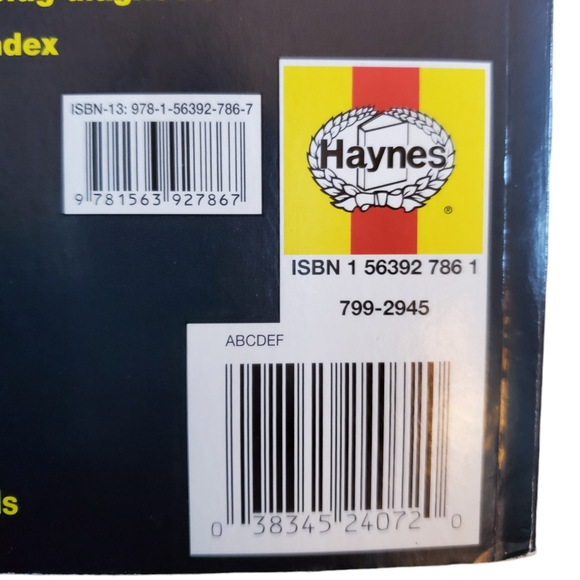 ndex
ISBN-13: 978-1-56392-786-7
9 781563 927867
Haynes
®
ISBN 1 56392 786 1
799-2945
ABCDEF
0 38345 24072 0
ls